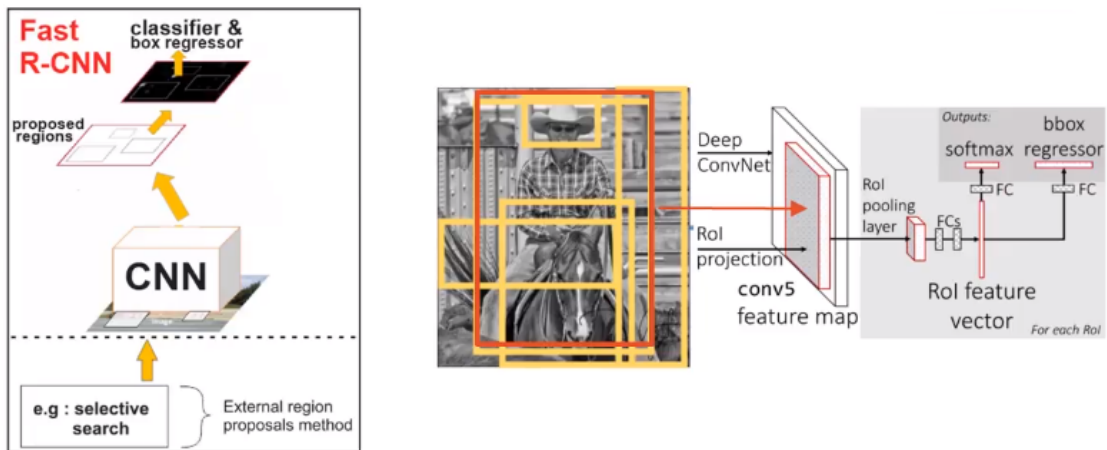 Fast
R-CNN
classifier &
box regressor
proposed
regions
CNN
image
e.g : selective
search
External region
proposals method
Deep
ConvNet
RoI
projection
conv5
feature map
RoI
pooling
layer
FCs
Outputs:
softmax
bbox
regressor
FC
FC
RoI feature
vector
For each RoI